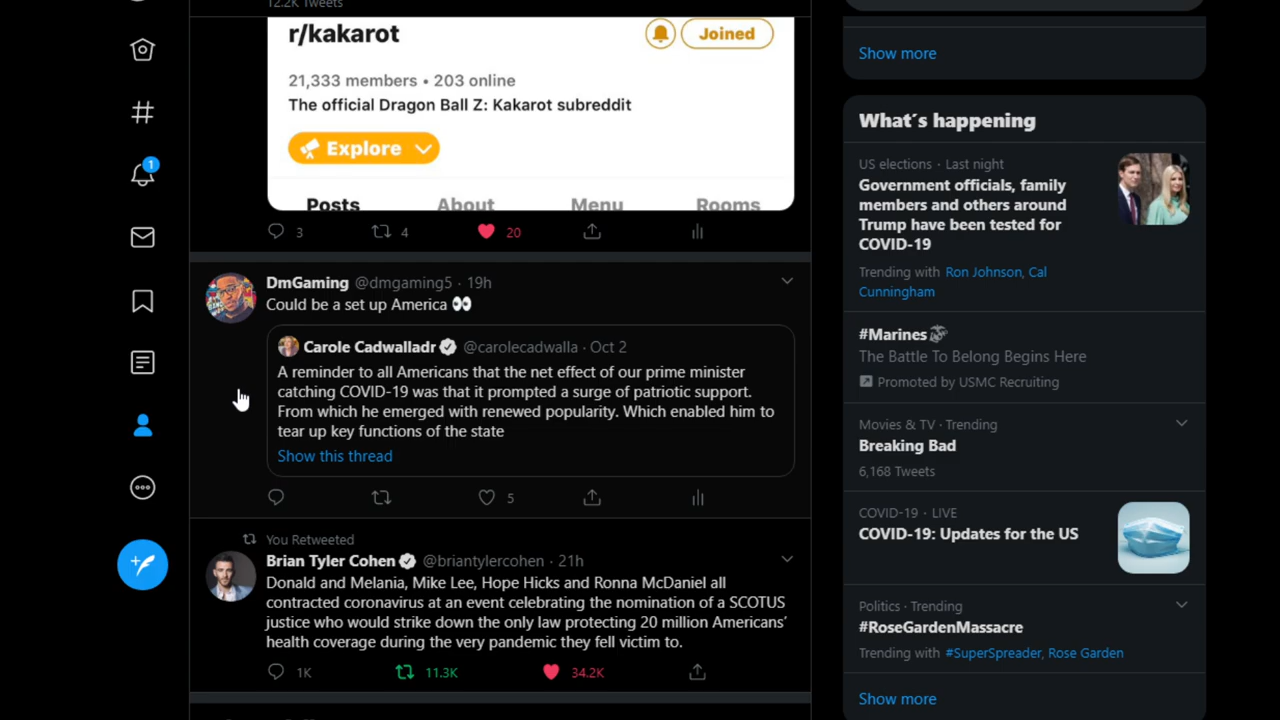 12.2K Tweets
r/kakarot
Joined
21,333 members • 203 online
The official Dragon Ball Z: Kakarot subreddit
Explore
Posts About Menu Rooms
3 4 20
DmGaming @dmgaming5 · 19h
Could be a set up America
Carole Cadwalladr @carolecadwalla · Oct 2
A reminder to all Americans that the net effect of our prime minister
catching COVID-19 was that it prompted a surge of patriotic support.
From which he emerged with renewed popularity. Which enabled him to
tear up key functions of the state
Show this thread
5
You Retweeted
Brian Tyler Cohen @briantylercohen · 21h
Donald and Melania, Mike Lee, Hope Hicks and Ronna McDaniel all
contracted coronavirus at an event celebrating the nomination of a SCOTUS
justice who would strike down the only law protecting 20 million Americans'
health coverage during the very pandemic they fell victim to.
1K 11.3K 34.2K
1
Show more
What's happening
US elections · Last night
Government officials, family
members and others around
Trump have been tested for
COVID-19
Trending with Ron Johnson, Cal
Cunningham
#Marines
The Battle To Belong Begins Here
Promoted by USMC Recruiting
Movies & TV · Trending
Breaking Bad
6,168 Tweets
COVID-19 · LIVE
COVID-19: Updates for the US
Politics · Trending
#RoseGardenMassacre
Trending with #SuperSpreader, Rose Garden
Show more